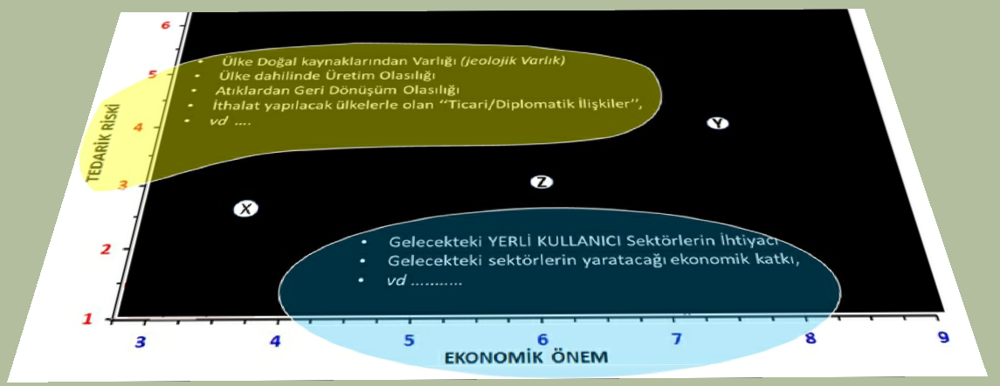 6
• Ülke Doğal kaynaklarından Varlığı (jeolojik Varlık)
5
• Ülke dahilinde Üretim Olasılığı
• Atıklardan Geri Dönüşüm Olasılığı
• İthalat yapılacak ülkelerle olan “Ticari/Diplomatik İlişkiler”,
4
• vd ....
Y
TEDARİK RİSKİ
3
Z
X
2
• Gelecekteki YERLİ KULLANICI Sektörlerin İhtiyacı
• Gelecekteki sektörlerin yaratacağı ekonomik katkı,
• vd ...........
1
3 4 5 6 7 8 9
EKONOMİK ÖNEM